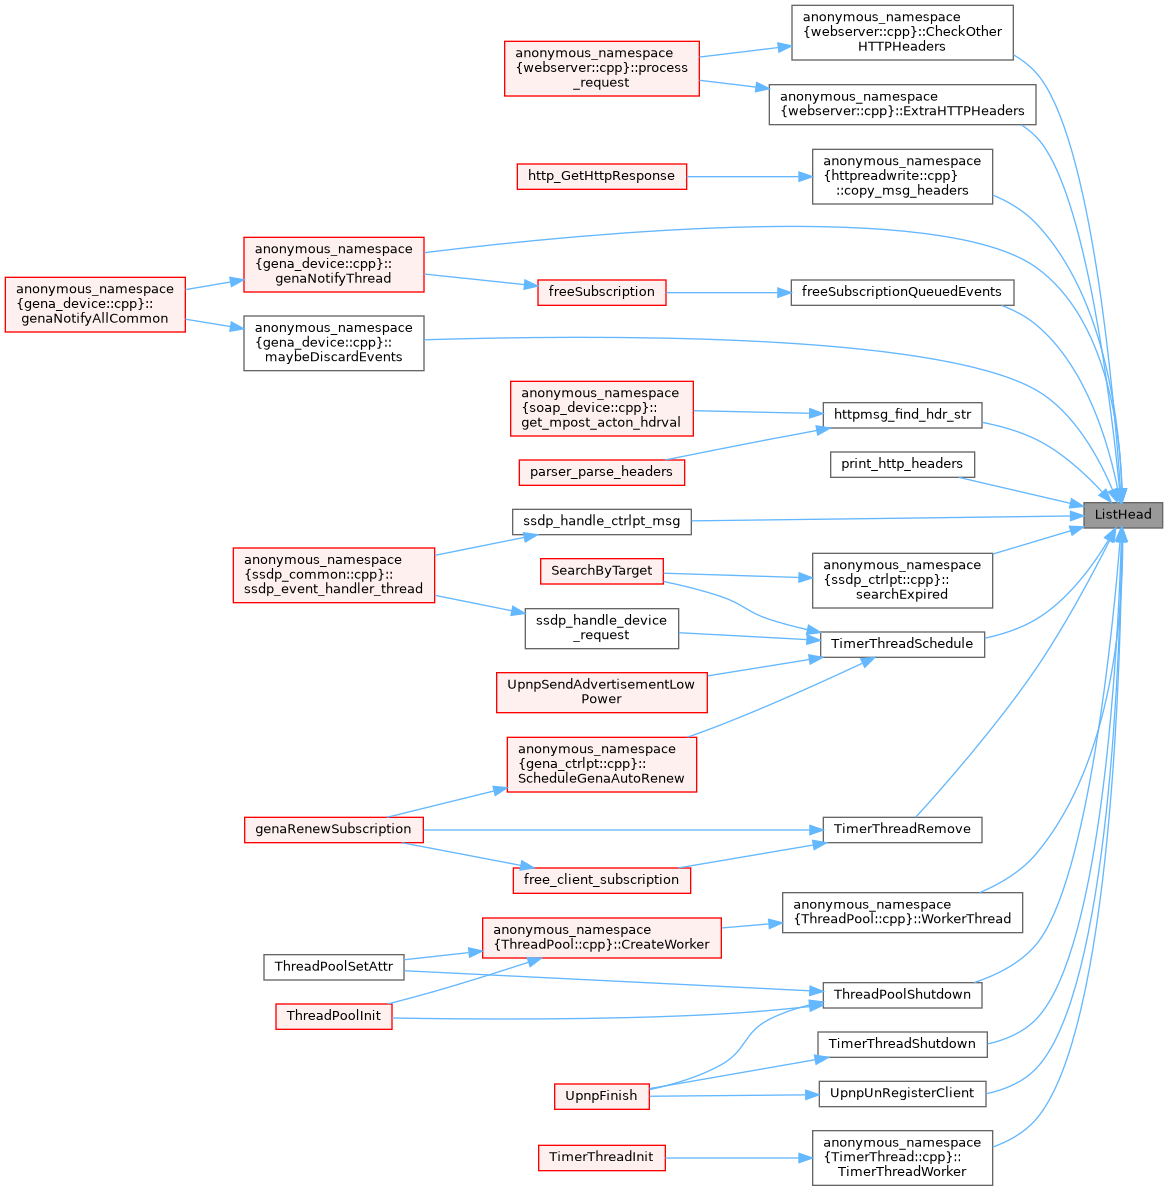 anonymous_namespace
{webserver::cpp}::CheckOther
HTTPHeaders
anonymous_namespace
{webserver::cpp}::process
_request
anonymous_namespace
{webserver::cpp}::ExtraHTTPHeaders
anonymous_namespace
{httpreadwrite::cpp}
::copy_msg_headers
http_GetHttpResponse
anonymous_namespace
{gena_device::cpp}::
genaNotifyThread
anonymous_namespace
{gena_device::cpp}::
genaNotifyAllCommon
freeSubscription
freeSubscriptionQueuedEvents
anonymous_namespace
{gena_device::cpp}::
maybeDiscardEvents
anonymous_namespace
{soap_device::cpp}::
get_mpost_acton_hdrval
httpmsg_find_hdr_str
parser_parse_headers
print_http_headers
ListHead
ssdp_handle_ctrlpt_msg
anonymous_namespace
{ssdp_common::cpp}::
ssdp_event_handler_thread
SearchByTarget
anonymous_namespace
{ssdp_ctrlpt::cpp}::
searchExpired
ssdp_handle_device
_request
TimerThreadSchedule
UpnpSendAdvertisementLow
Power
anonymous_namespace
{gena_ctrlpt::cpp}::
ScheduleGenaAutoRenew
genaRenewSubscription
TimerThreadRemove
free_client_subscription
anonymous_namespace
{ThreadPool::cpp}::WorkerThread
anonymous_namespace
{ThreadPool::cpp}::CreateWorker
ThreadPoolSetAttr
ThreadPoolInit
ThreadPoolShutdown
TimerThreadShutdown
UpnpFinish
UpnpUnRegisterClient
anonymous_namespace
{TimerThread::cpp}::
TimerThreadWorker
TimerThreadInit